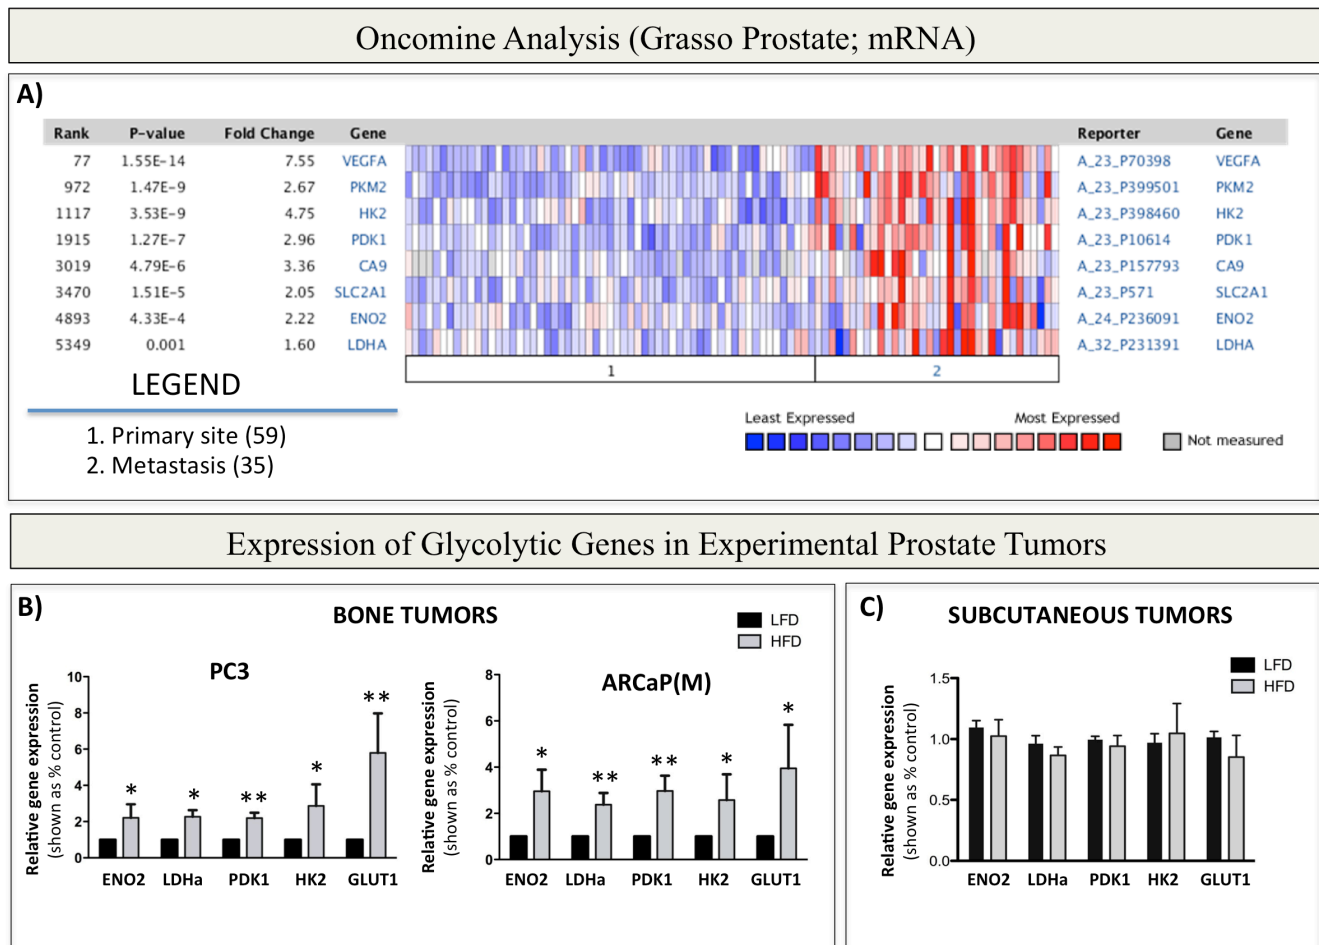 Oncomine Analysis (Grasso Prostate; mRNA)
A)
Rank P-value Fold Change Gene Reporter Gene
77 1.55E-14 7.55 VEGFA A_23_P70398 VEGFA
972 1.47E-9 2.67 PKM2 A_23_P399501 PKM2
1117 3.53E-9 4.75 HK2 A_23_P398460 HK2
1915 1.27E-7 2.96 PDK1 A_23_P10614 PDK1
3019 4.79E-6 3.36 CA9 A_23_P157793 CA9
3470 1.51E-5 2.05 SLC2A1 A_23_P571 SLC2A1
4893 4.33E-4 2.22 ENO2 A_24_P236091 ENO2
5349 0.001 1.60 LDHA A_32_P231391 LDHA
1 2
LEGEND
1. Primary site (59)
2. Metastasis (35)
Least Expressed Most Expressed
Not measured
Expression of Glycolytic Genes in Experimental Prostate Tumors
B)
BONE TUMORS
LFD
HFD
PC3
Relative gene expression
(shown as % control)
10
8
6
4
2
0
* * ** * **
ENO2 LDHa PDK1 HK2 GLUT1
ARCaP(M)
Relative gene expression
(shown as % control)
8
6
4
2
0
* ** ** * *
ENO2 LDHa PDK1 HK2 GLUT1
C)
SUBCUTANEOUS TUMORS
LFD
HFD
Relative gene expression
(shown as % control)
1.5
1.0
0.5
0.0
ENO2 LDHa PDK1 HK2 GLUT1